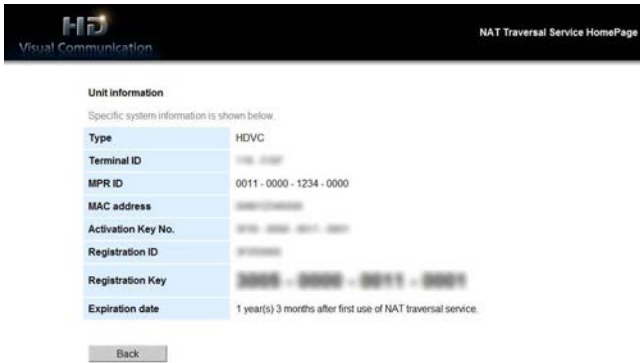 HD
Visual Communication
NAT Traversal Service HomePage
Unit information
Specific system information is shown below.
Type HDVC
Terminal ID
MPR ID 0011 - 0000 - 1234 - 0000
MAC address
Activation Key No.
Registration ID
Registration Key
Expiration date 1 year(s) 3 months after first use of NAT traversal service.
Back